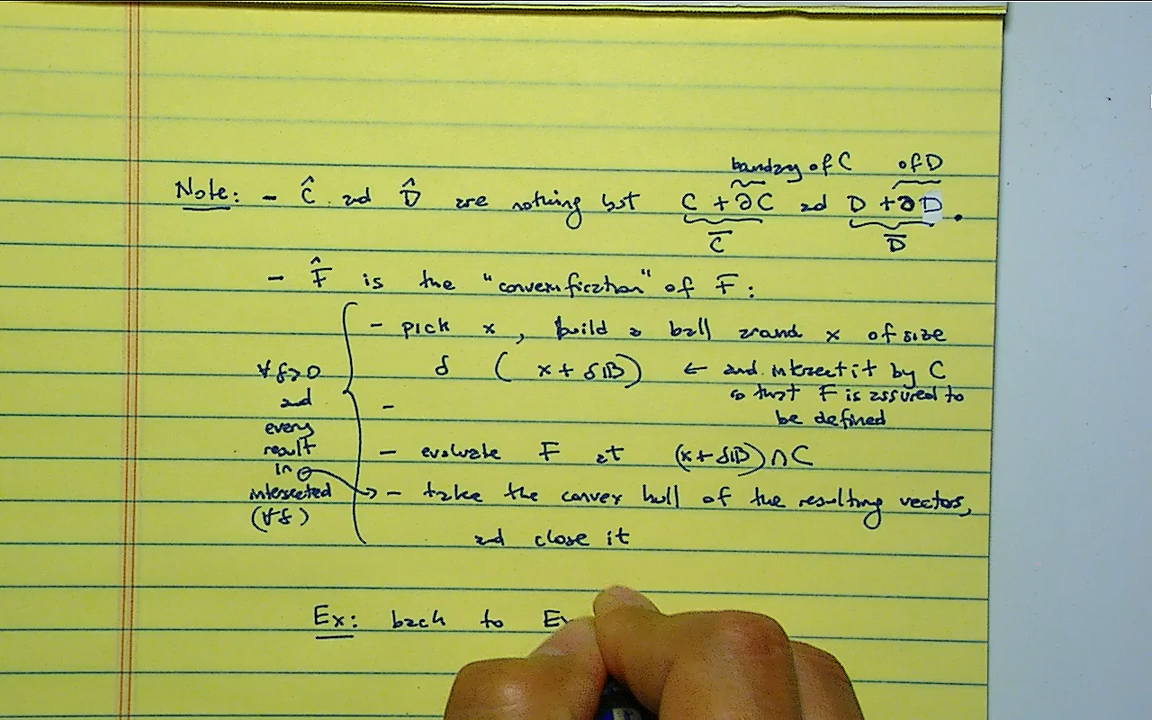 boundary of C of D
Note: - Ĉ and D̂ are nothing but C + ∂C and D + ∂D.
C̄ D̄
- F̂ is the "convexification" of F:
- pick x, build a ball around x of size
δ ( x + δ𝔹 ) ← and intersect it by C
so that F is assured to
be defined
-
- evaluate F at (x + δ𝔹) ∩ C
- take the convex hull of the resulting vectors,
and close it
∀ δ>0
and
every
result
in
intersected
(∀δ)
Ex: back to Ex